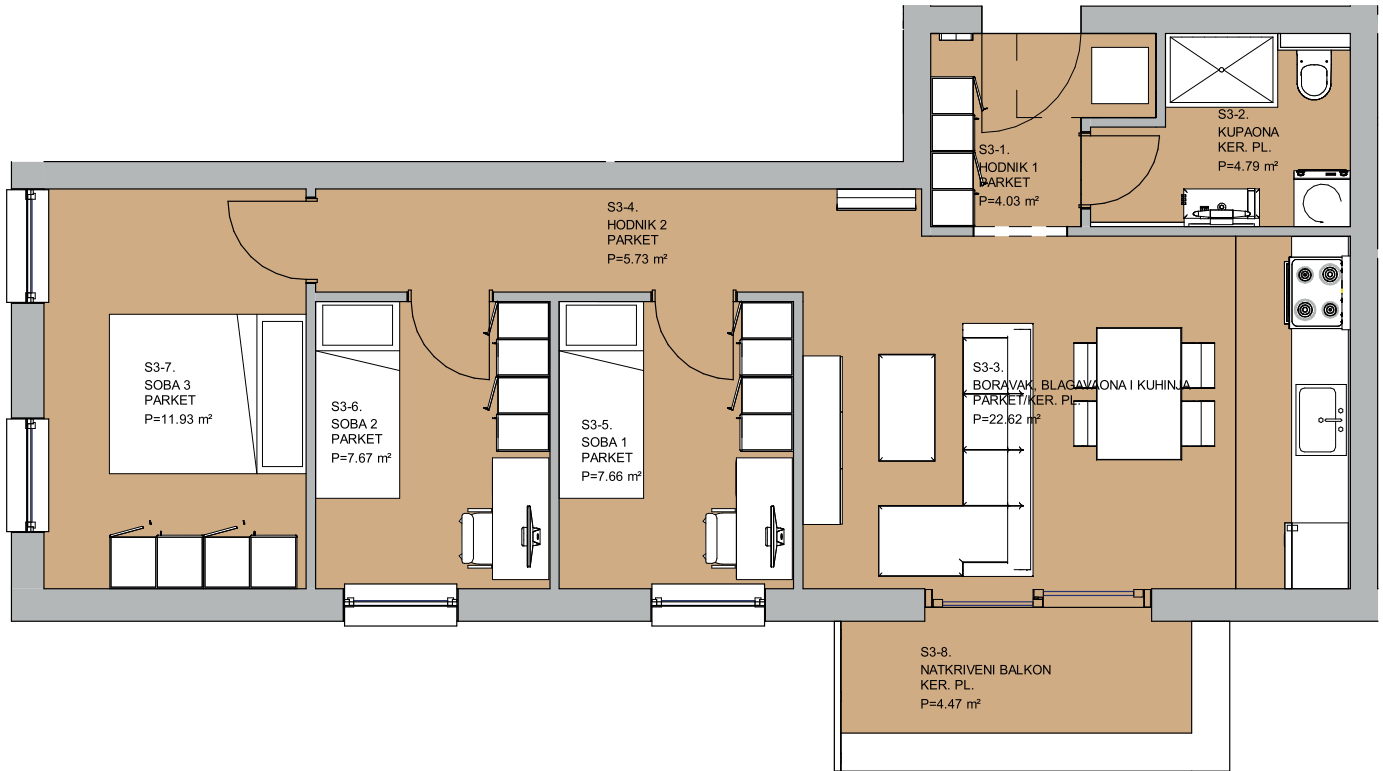 S3-1.
HODNIK 1
PARKET
P=4.03 m²
S3-2.
KUPAONA
KER. PL.
P=4.79 m²
S3-4.
HODNIK 2
PARKET
P=5.73 m²
S3-7.
SOBA 3
PARKET
P=11.93 m²
S3-6.
SOBA 2
PARKET
P=7.67 m²
S3-5.
SOBA 1
PARKET
P=7.66 m²
S3-3.
BORAVAK, BLAGAVAONA I KUHINJA
PARKET/KER. PL.
P=22.62 m²
S3-8.
NATKRIVENI BALKON
KER. PL.
P=4.47 m²